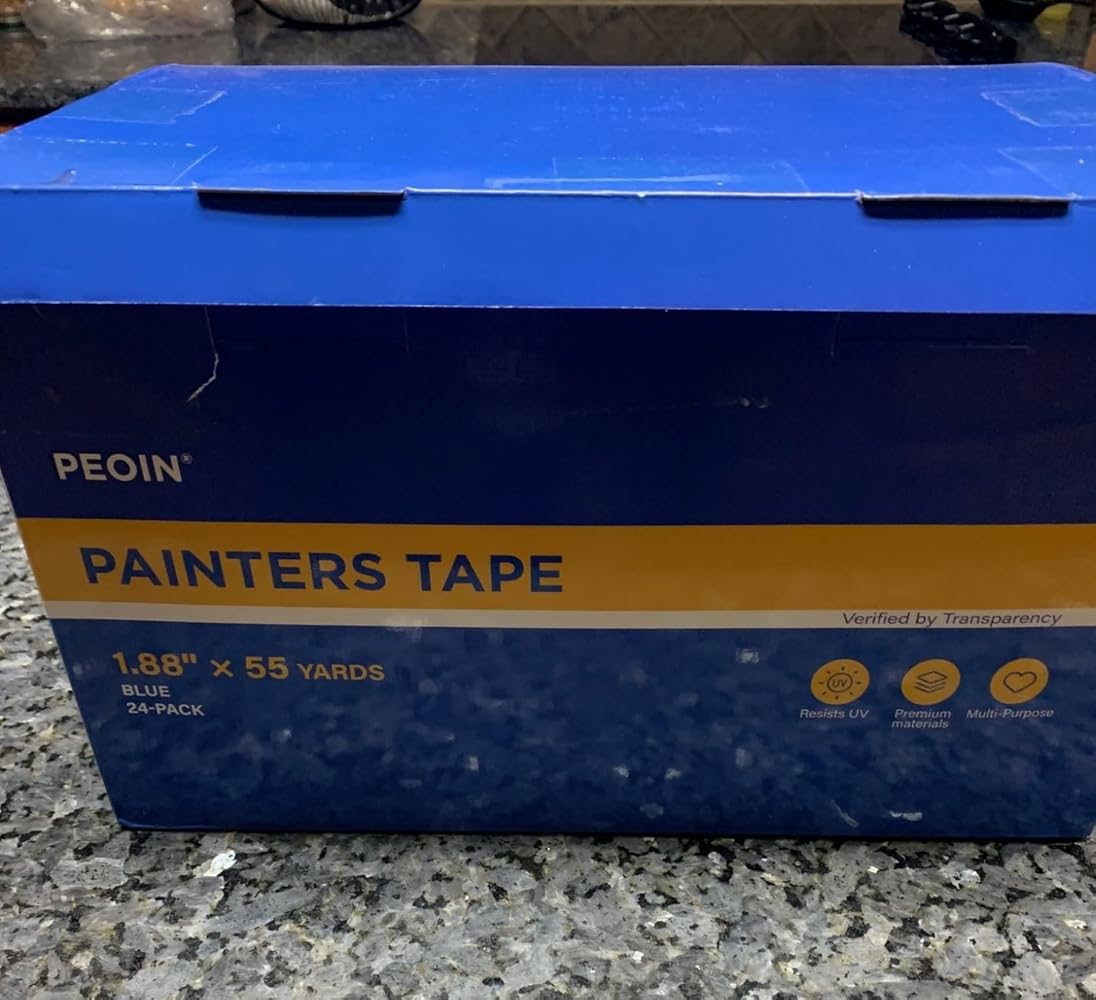 PEOIN®
PAINTERS TAPE
Verified by Transparency
1.88" × 55 YARDS
BLUE
24-PACK
UV
Resists UV
Premium
materials
Multi-Purpose